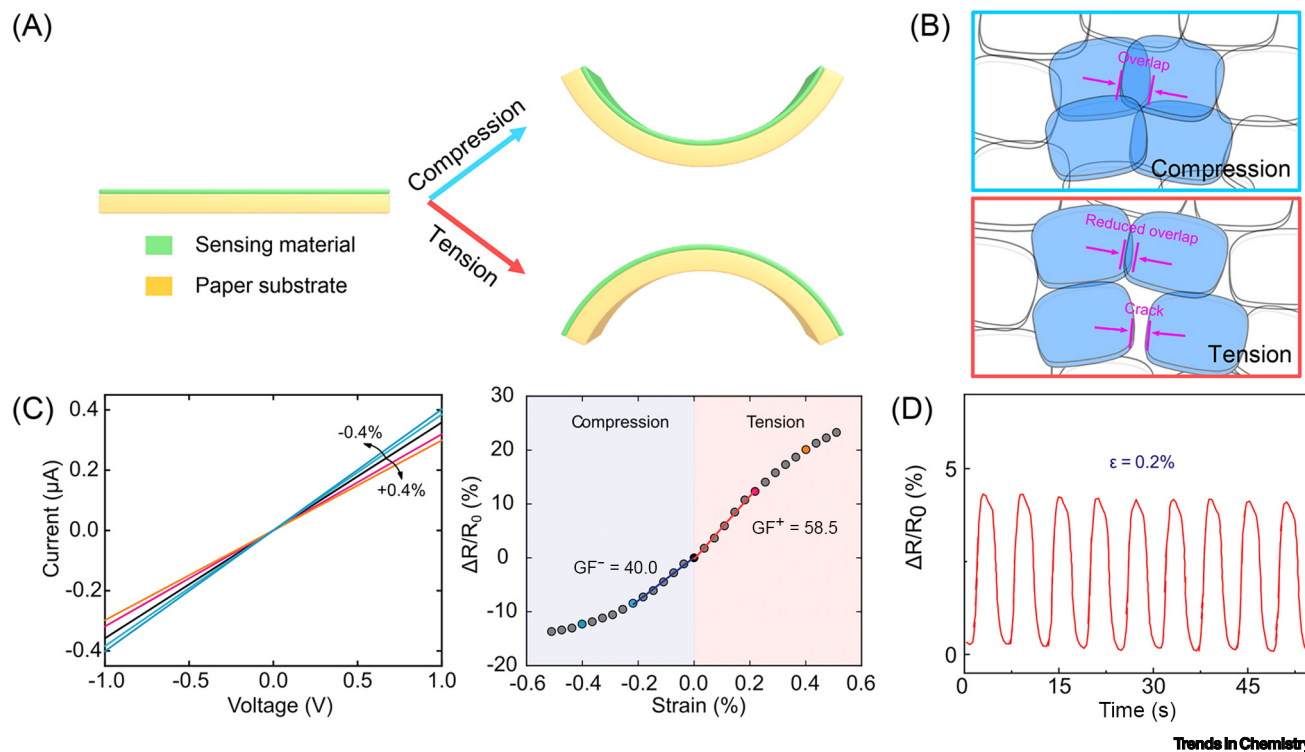 (A)
Compression
Tension
Sensing material
Paper substrate
(B)
Overlap
Compression
Reduced overlap
Crack
Tension
(C)
0.4
0.2
0.0
-0.2
-0.4
Current (μA)
-0.4%
+0.4%
-1.0 -0.5 0.0 0.5 1.0
Voltage (V)
30
20
10
0
-10
-20
ΔR/R0 (%)
Compression
Tension
GF⁺ = 58.5
GF⁻ = 40.0
-0.6 -0.4 -0.2 0.0 0.2 0.4 0.6
Strain (%)
(D)
5
0
ΔR/R0 (%)
ε = 0.2%
0 15 30 45
Time (s)
Trends in Chemistry